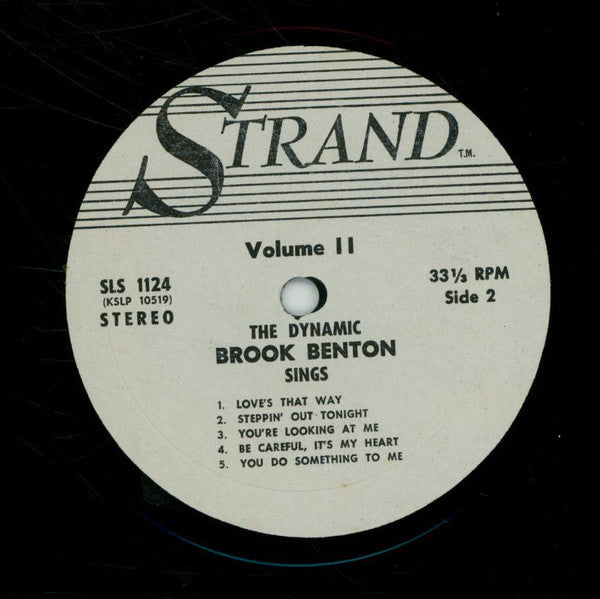 STRAND T.M.
Volume II
SLS 1124
(KSLP 10519)
STEREO
33 1/3 RPM
Side 2
THE DYNAMIC
BROOK BENTON
SINGS
1. LOVE'S THAT WAY
2. STEPPIN' OUT TONIGHT
3. YOU'RE LOOKING AT ME
4. BE CAREFUL, IT'S MY HEART
5. YOU DO SOMETHING TO ME